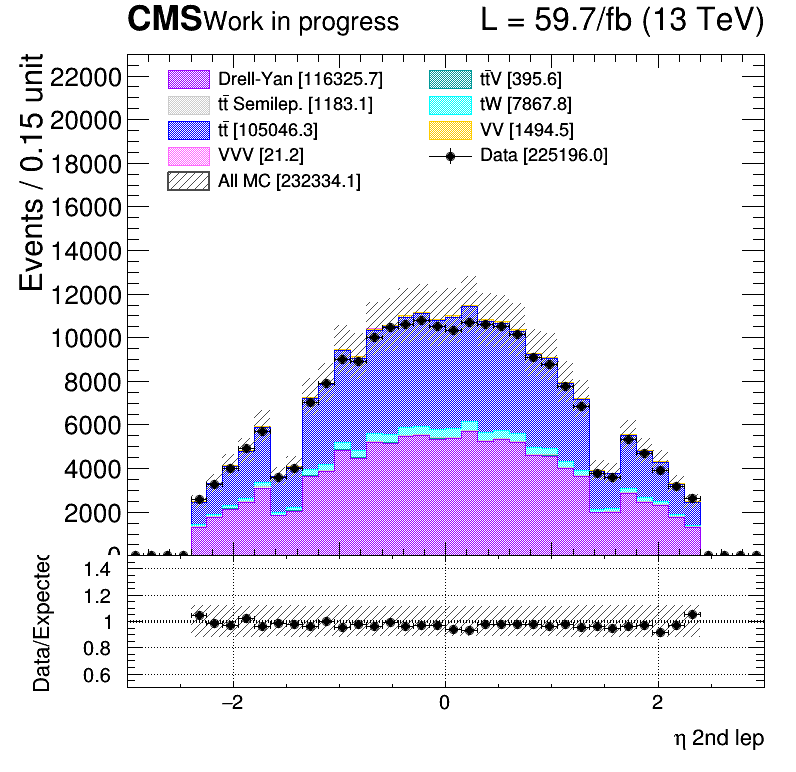 CMS Work in progress L = 59.7/fb (13 TeV)
Events / 0.15 unit
22000
20000
18000
16000
14000
12000
10000
8000
6000
4000
2000
0
Drell-Yan [116325.7]
tt̄ Semilep. [1183.1]
tt̄ [105046.3]
VVV [21.2]
All MC [232334.1]
tt̄V [395.6]
tW [7867.8]
VV [1494.5]
Data [225196.0]
Data/Expected
1.4
1.2
1
0.8
0.6
−2 0 2
η 2nd lep